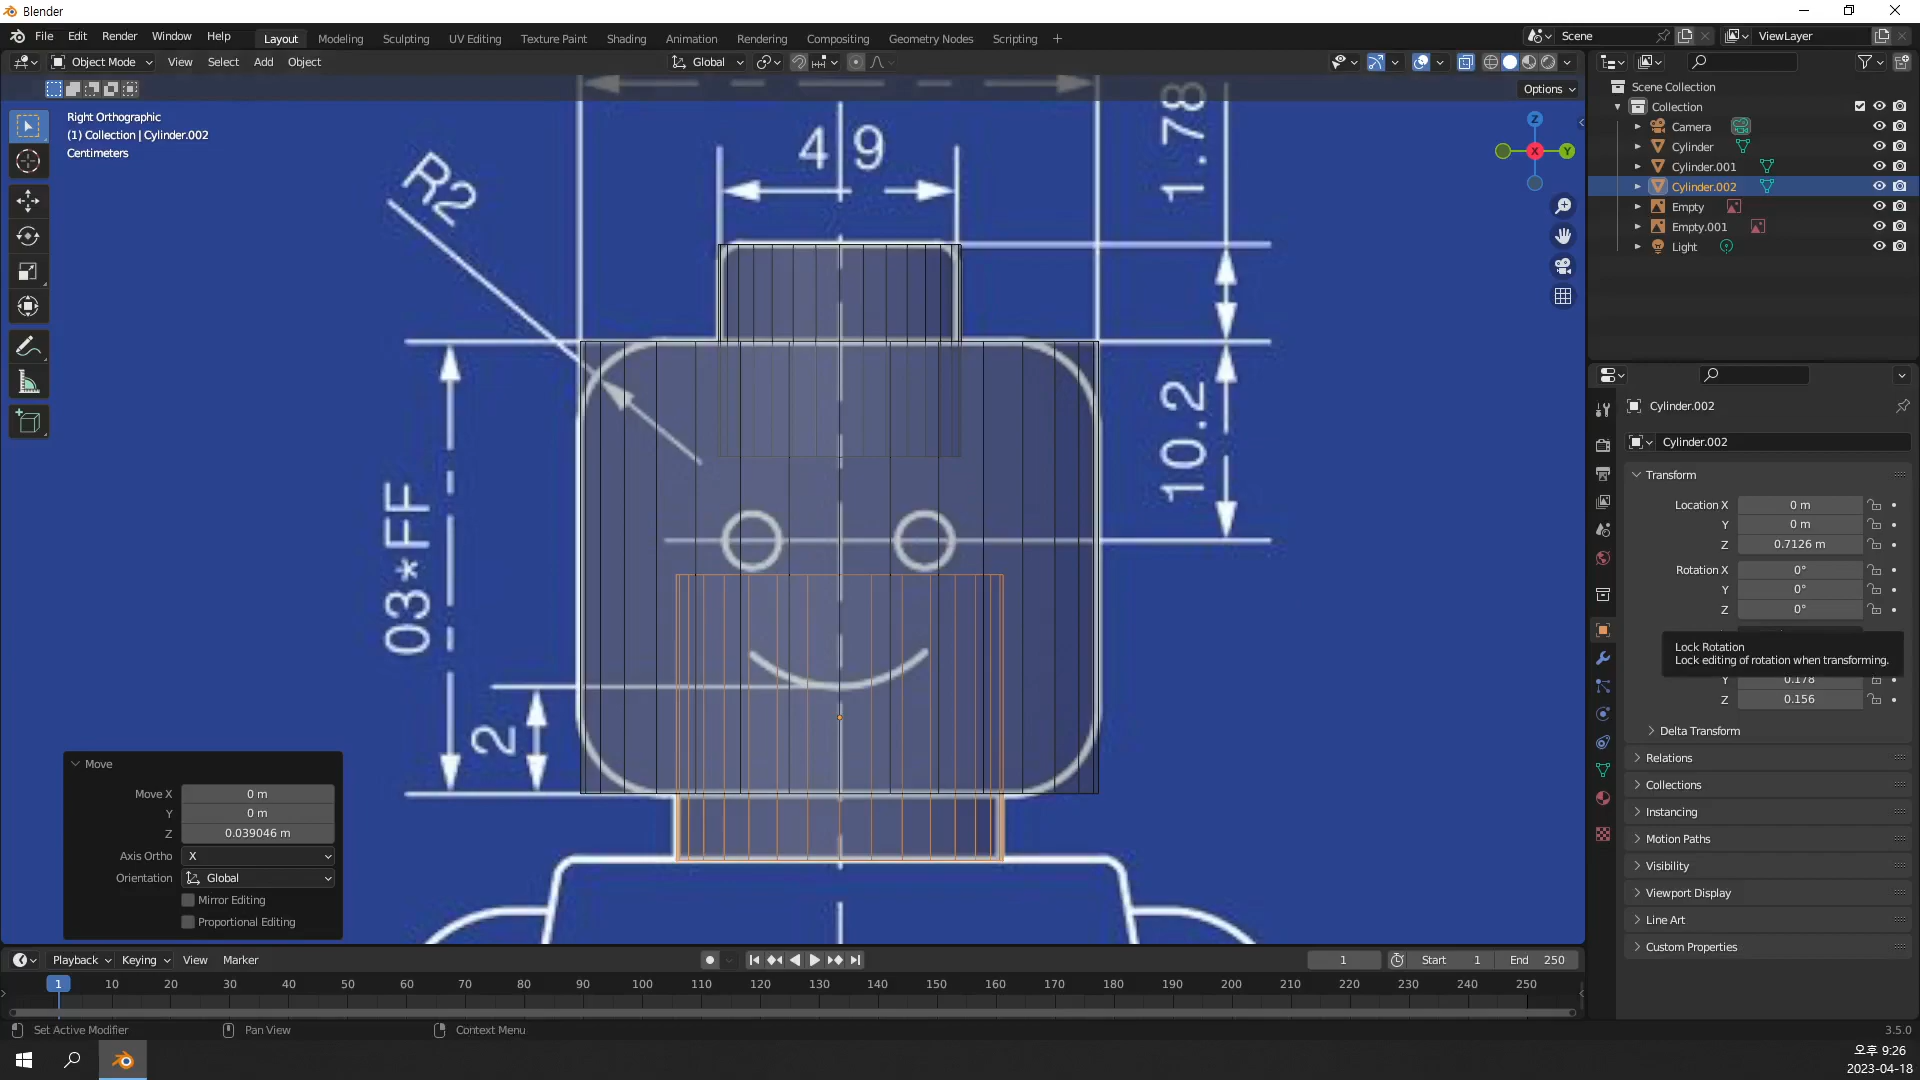 Blender
File Edit Render Window Help Layout Modeling Sculpting UV Editing Texture Paint Shading Animation Rendering Compositing Geometry Nodes Scripting + Scene ViewLayer
Object Mode View Select Add Object Global
Options
Right Orthographic
(1) Collection | Cylinder.002
Centimeters
Z
X
Y
R2
4 9
1.78
10.2
03*FF
2
Scene Collection
Collection
Camera
Cylinder
Cylinder.001
Cylinder.002
Empty
Empty.001
Light
Cylinder.002
Cylinder.002
Transform
Location X 0 m
Y 0 m
Z 0.7126 m
Rotation X 0°
Y 0°
Z 0°
Lock Rotation
Lock editing of rotation when transforming.
Y 0.178
Z 0.156
Delta Transform
Relations
Collections
Instancing
Motion Paths
Visibility
Viewport Display
Line Art
Custom Properties
Move
Move X 0 m
Y 0 m
Z 0.039046 m
Axis Ortho X
Orientation Global
Mirror Editing
Proportional Editing
Playback Keying View Marker 1 Start 1 End 250
1 10 20 30 40 50 60 70 80 90 100 110 120 130 140 150 160 170 180 190 200 210 220 230 240 250
Set Active Modifier Pan View Context Menu 3.5.0
오후 9:26
2023-04-18